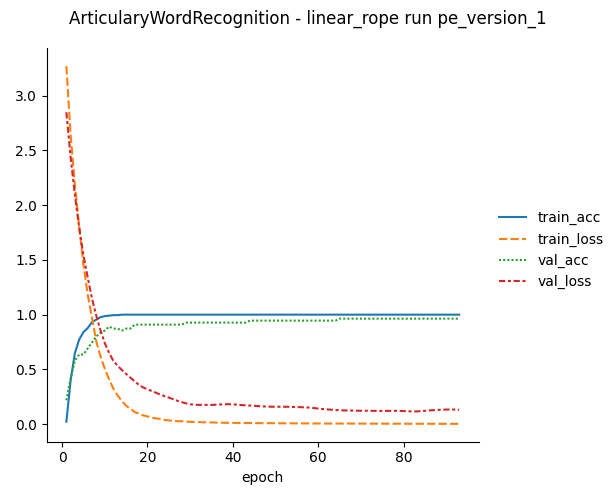 ArticularyWordRecognition - linear_rope run pe_version_1
3.0
2.5
2.0
1.5
1.0
0.5
0.0
0 20 40 60 80
epoch
train_acc
train_loss
val_acc
val_loss